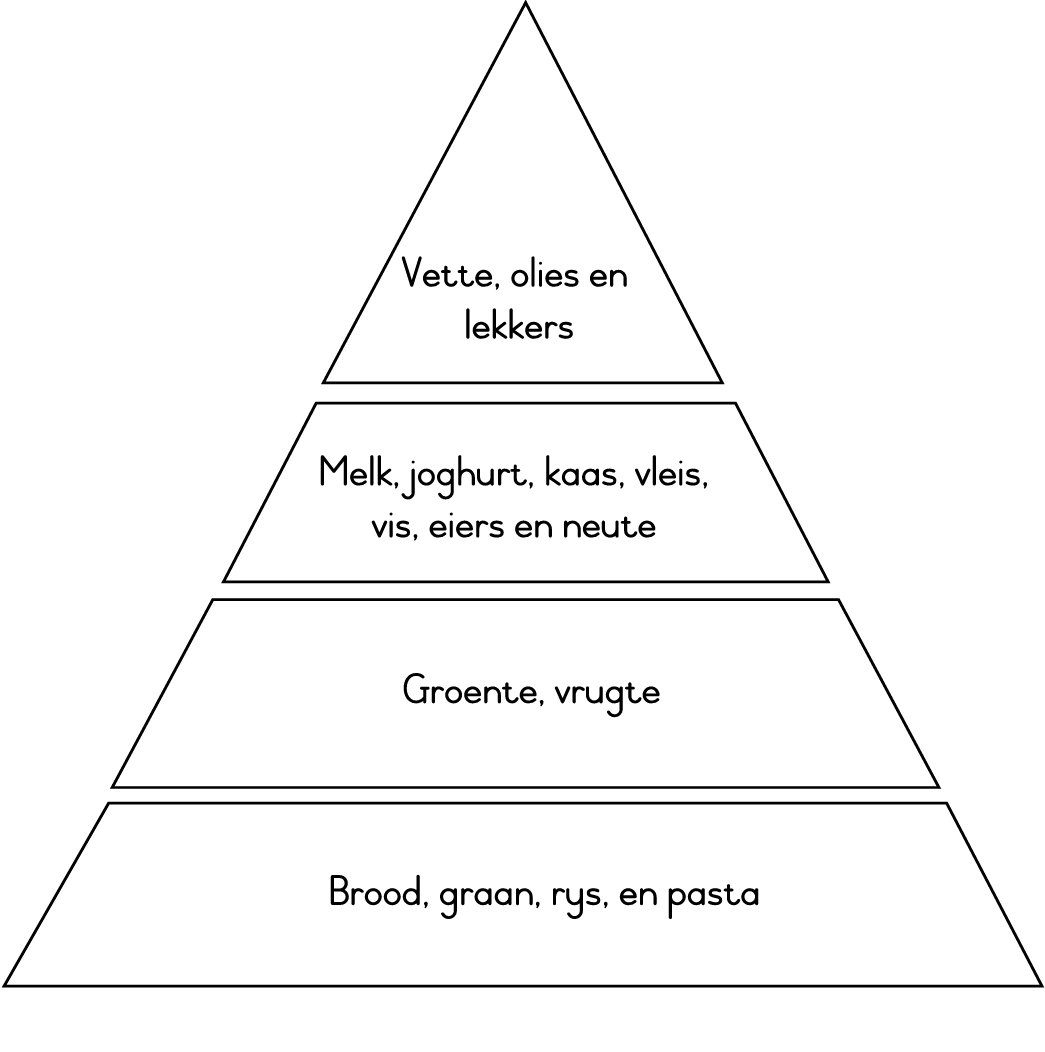 Vette, olies en
lekkers
Melk, joghurt, kaas, vleis,
vis, eiers en neute
Groente, vrugte
Brood, graan, rys, en pasta